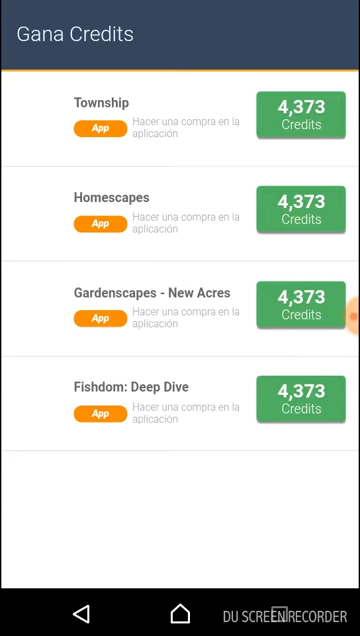 Gana Credits
Township
App
Hacer una compra en la
aplicación
4,373
Credits
Homescapes
App
Hacer una compra en la
aplicación
4,373
Credits
Gardenscapes - New Acres
App
Hacer una compra en la
aplicación
4,373
Credits
Fishdom: Deep Dive
App
Hacer una compra en la
aplicación
4,373
Credits
DU SCREEN RECORDER